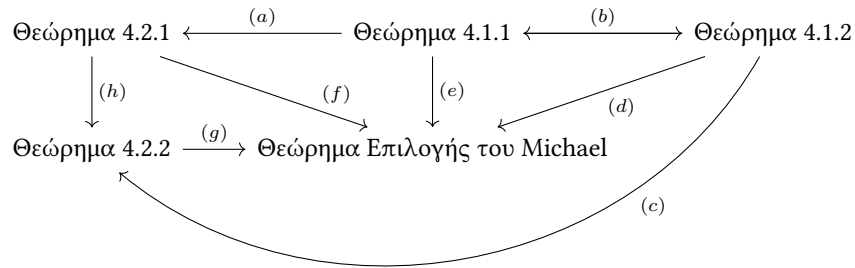 (a) (b)
Θεώρημα 4.2.1 Θεώρημα 4.1.1 Θεώρημα 4.1.2
(h) (f) (e) (d)
(g)
Θεώρημα 4.2.2 Θεώρημα Επιλογής του Michael
(c)